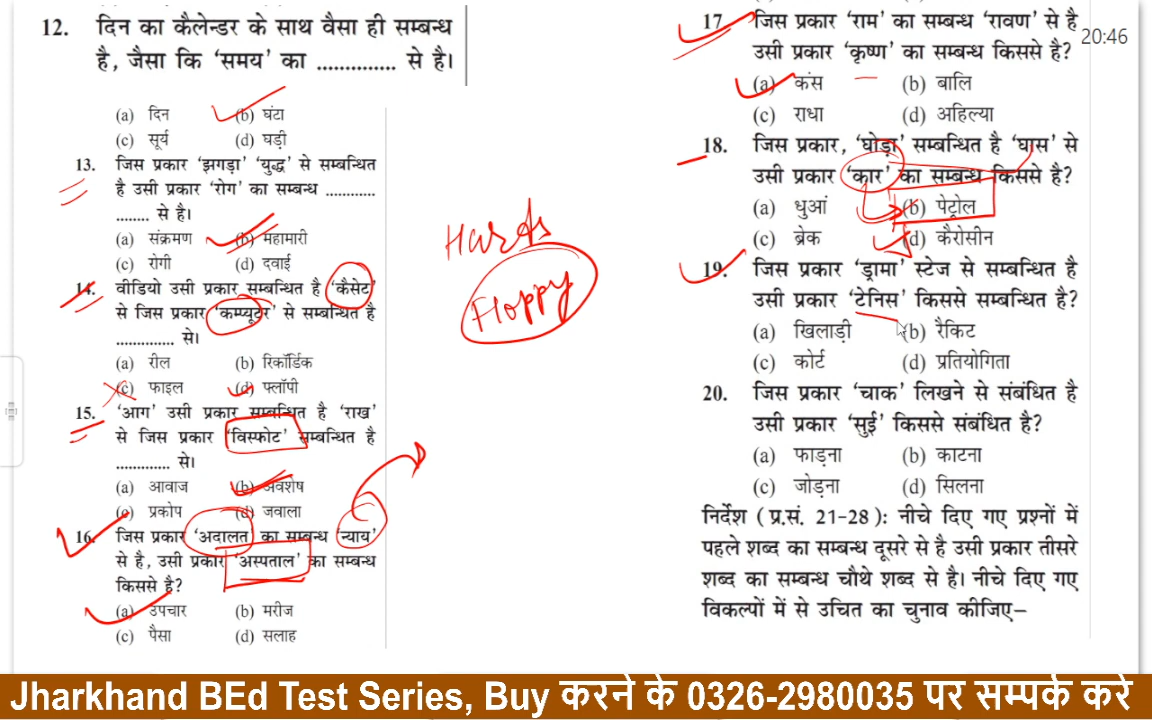 12. दिन का कैलेन्डर के साथ वैसा ही सम्बन्ध
है, जैसा कि ‘समय’ का .............. से है।
(a) दिन (b) घंटा
(c) सूर्य (d) घड़ी
13. जिस प्रकार ‘झगड़ा’ ‘युद्ध’ से सम्बन्धित
है उसी प्रकार ‘रोग’ का सम्बन्ध ............
........ से है।
(a) संक्रमण (b) महामारी
(c) रोगी (d) दवाई
14. वीडियो उसी प्रकार सम्बन्धित है ‘कैसेट’
से जिस प्रकार ‘कम्प्यूटर’ से सम्बन्धित है
.............. से।
(a) रील (b) रिकॉर्डिक
(c) फाइल (d) फ्लॉपी
15. ‘आग’ उसी प्रकार सम्बन्धित है ‘राख’
से जिस प्रकार ‘विस्फोट’ सम्बन्धित है
............. से।
(a) आवाज (b) अवशेष
(c) प्रकोप (d) जवाला
16. जिस प्रकार ‘अदालत’ का सम्बन्ध ‘न्याय’
से है, उसी प्रकार ‘अस्पताल’ का सम्बन्ध
किससे है?
(a) उपचार (b) मरीज
(c) पैसा (d) सलाह
Hards
Floppy
17 जिस प्रकार ‘राम’ का सम्बन्ध ‘रावण’ से है
उसी प्रकार ‘कृष्ण’ का सम्बन्ध किससे है?
20:46
(a) कंस (b) बालि
(c) राधा (d) अहिल्या
18. जिस प्रकार, ‘घोड़ा’ सम्बन्धित है ‘घास’ से
उसी प्रकार ‘कार’ का सम्बन्ध किससे है?
(a) धुआं (b) पेट्रोल
(c) ब्रेक (d) कैरोसीन
19. जिस प्रकार ‘ड्रामा’ स्टेज से सम्बन्धित है
उसी प्रकार ‘टेनिस’ किससे सम्बन्धित है?
(a) खिलाड़ी (b) रैकिट
(c) कोर्ट (d) प्रतियोगिता
20. जिस प्रकार ‘चाक’ लिखने से संबंधित है
उसी प्रकार ‘सुई’ किससे संबंधित है?
(a) फाड़ना (b) काटना
(c) जोड़ना (d) सिलना
निर्देश (प्र.सं. 21-28): नीचे दिए गए प्रश्नों में
पहले शब्द का सम्बन्ध दूसरे से है उसी प्रकार तीसरे
शब्द का सम्बन्ध चौथे शब्द से है। नीचे दिए गए
विकल्पों में से उचित का चुनाव कीजिए–
Jharkhand BEd Test Series, Buy करने के 0326-2980035 पर सम्पर्क करे